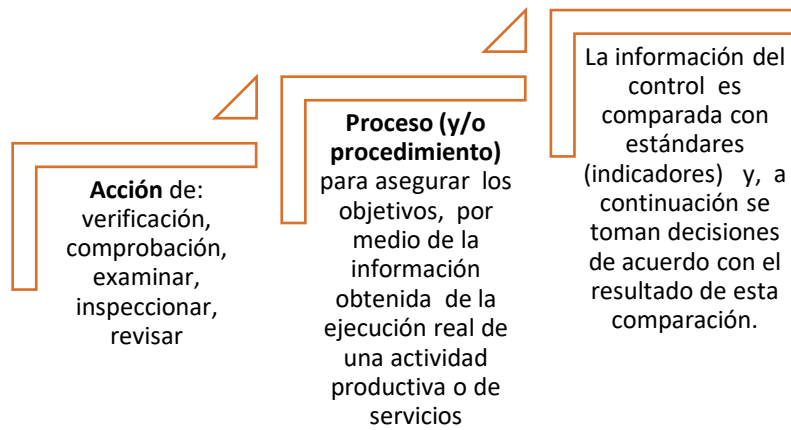 Acción de:
verificación,
comprobación,
examinar,
inspeccionar,
revisar
Proceso (y/o
procedimiento)
para asegurar los
objetivos, por
medio de la
información
obtenida de la
ejecución real de
una actividad
productiva o de
servicios
La información del
control es
comparada con
estándares
(indicadores) y, a
continuación se
toman decisiones
de acuerdo con el
resultado de esta
comparación.